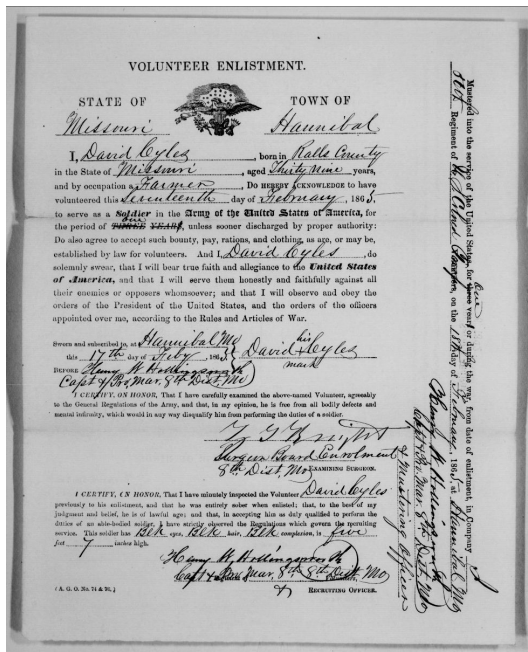 VOLUNTEER ENLISTMENT.
STATE OF TOWN OF
Missouri Hannibal
I, David Cyles, born in Ralls County
in the State of Missouri, aged Thirty Nine years,
and by occupation a Farmer, DO HEREBY ACKNOWLEDGE to have
volunteered this Seventeenth day of February, 1865,
to serve as a Soldier in the Army of the United States of America, for
the period of THREE one YEARS, unless sooner discharged by proper authority:
Do also agree to accept such bounty, pay, rations, and clothing, as are, or may be,
established by law for volunteers. And I, David Cyles, do
solemnly swear, that I will bear true faith and allegiance to the United States
of America, and that I will serve them honestly and faithfully against all
their enemies or opposers whomsoever; and that I will observe and obey the
orders of the President of the United States, and the orders of the officers
appointed over me, according to the Rules and Articles of War.
Sworn and subscribed to, at Hannibal Mo
this 17th day of Feby, 1865. David his x mark Cyles
BEFORE Henry W. Hollingsworth
Capt & Pro Mar, 8th Dist, Mo
I CERTIFY, ON HONOR, That I have carefully examined the above-named Volunteer, agreeably
to the General Regulations of the Army, and that, in my opinion, he is free from all bodily defects and
mental infirmity, which would in any way disqualify him from performing the duties of a soldier.
Surgeon Board Enrolment
8th Dist, Mo EXAMINING SURGEON.
I CERTIFY, ON HONOR, That I have minutely inspected the Volunteer David Cyles
previously to his enlistment, and that he was entirely sober when enlisted; that, to the best of my
judgment and belief, he is of lawful age; and that, in accepting him as duly qualified to perform the
duties of an able-bodied soldier, I have strictly observed the Regulations which govern the recruiting
service. This soldier has Blk eyes, Blk hair, Blk complexion, is five
feet 7 inches high.
Henry W. Hollingsworth
Capt & Pro Mar, 8th Dist, Mo
RECRUITING OFFICER.
(A. G. O. No. 74 & 76.)
Mustered into the service of the United States, for three one years or during the war, from date of enlistment, in Company
Regiment of U.S. Colored Volunteers, on the 18th day of February, 1865, at Hannibal Mo
Henry W. Hollingsworth
Capt & Pro. Mar. 8th Dist, Mo
& Mustering Officer